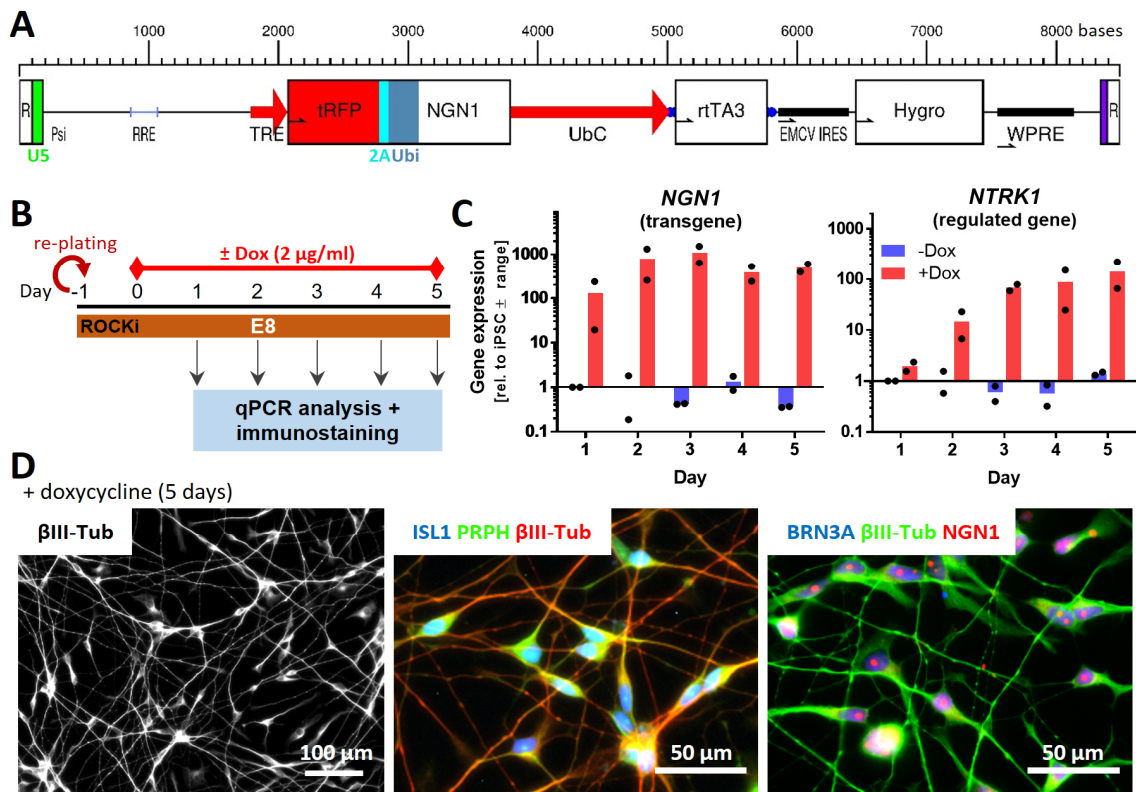 A
1000 2000 3000 4000 5000 6000 7000 8000 bases
R tRFP NGN1 rtTA3 Hygro R
Psi RRE TRE UbC EMCV IRES WPRE
U5 2A Ubi
B
re-plating
± Dox (2 µg/ml)
Day -1 0 1 2 3 4 5
ROCKi E8
qPCR analysis +
immunostaining
C
NGN1
(transgene)
Gene expression
[rel. to iPSC ± range]
1000
100
10
1
0.1
1 2 3 4 5
Day
NTRK1
(regulated gene)
-Dox
+Dox
1000
100
10
1
0.1
1 2 3 4 5
Day
D
+ doxycycline (5 days)
βIII-Tub
100 µm
ISL1 PRPH βIII-Tub
50 µm
BRN3A βIII-Tub NGN1
50 µm